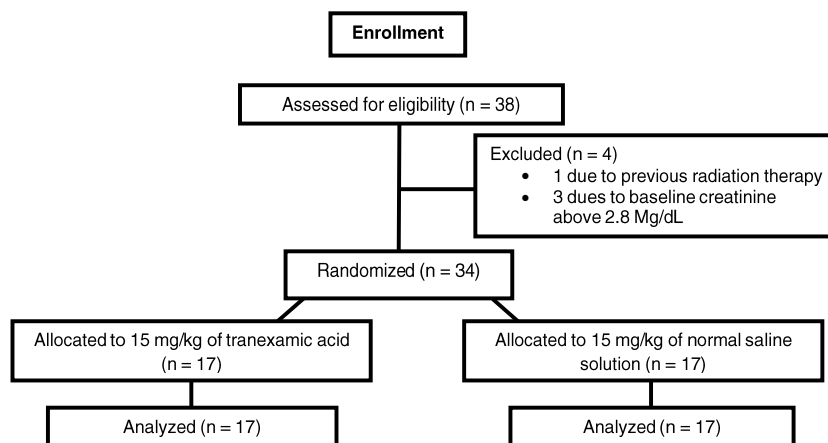 Enrollment
Assessed for eligibility (n = 38)
Excluded (n = 4)
• 1 due to previous radiation therapy
• 3 dues to baseline creatinine
above 2.8 Mg/dL
Randomized (n = 34)
Allocated to 15 mg/kg of tranexamic acid
(n = 17)
Allocated to 15 mg/kg of normal saline
solution (n = 17)
Analyzed (n = 17)
Analyzed (n = 17)